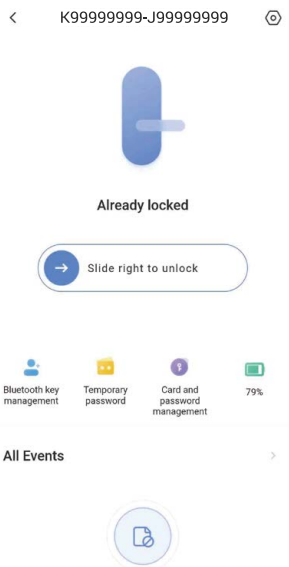 K99999999-J99999999
Already locked
Slide right to unlock
Bluetooth key
management
Temporary
password
Card and
password
management
79%
All Events